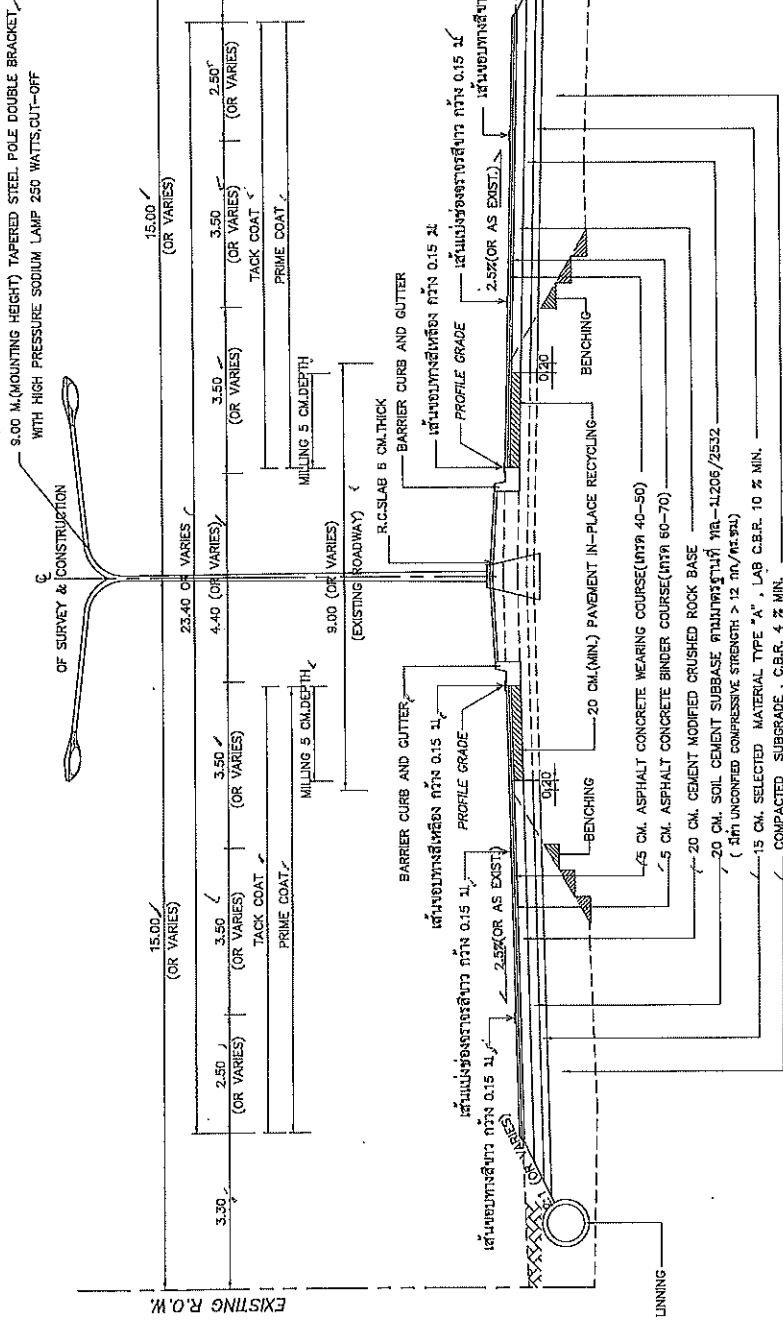 9.00 M.(MOUNTING HEIGHT) TAPERED STEEL POLE DOUBLE BRACKET
WITH HIGH PRESSURE SODIUM LAMP 250 WATTS,CUT-OFF
OF SURVEY & CONSTRUCTION
15.00
(OR VARIES)
15.00
(OR VARIES)
23.40 OR VARIES
3.30
2.50
(OR VARIES)
3.50
(OR VARIES)
3.50
(OR VARIES)
4.40 (OR VARIES)
3.50
(OR VARIES)
3.50
(OR VARIES)
2.50
(OR VARIES)
TACK COAT
PRIME COAT
TACK COAT
PRIME COAT
MILLING 5 CM.DEPTH
MILLING 5 CM.DEPTH
9.00 (OR VARIES)
(EXISTING ROADWAY)
EXISTING R.O.W.
R.C.SLAB 5 CM.THICK
BARRIER CURB AND GUTTER
BARRIER CURB AND GUTTER
เส้นขอบทางสีเหลือง กว้าง 0.15 ม.
เส้นขอบทางสีเหลือง กว้าง 0.15 ม.
PROFILE GRADE
PROFILE GRADE
เส้นแบ่งช่องจราจรสีขาว กว้าง 0.15 ม.
เส้นแบ่งช่องจราจรสีขาว กว้าง 0.15 ม.
เส้นขอบทางสีขาว กว้าง 0.15 ม.
เส้นขอบทางสีขาว
2.5%(OR AS EXIST.)
2.5%(OR AS EXIST.)
(OR VARIES)
0.20
0.20
BENCHING
BENCHING
LINNING
20 CM.(MIN.) PAVEMENT IN-PLACE RECYCLING
5 CM. ASPHALT CONCRETE WEARING COURSE(เกรด 40-50)
5 CM. ASPHALT CONCRETE BINDER COURSE(เกรด 60-70)
20 CM. CEMENT MODIFIED CRUSHED ROCK BASE
20 CM. SOIL CEMENT SUBBASE ตามมาตรฐานที่ ทล.-ม.206/2532
( มีค่า UNCONFIED COMPRESSIVE STRENGTH > 12 กก/ตร.ซม)
15 CM. SELECTED MATERIAL TYPE "A" , LAB C.B.R. 10 % MIN.
COMPACTED SUBGRADE , C.B.R. 4 % MIN.